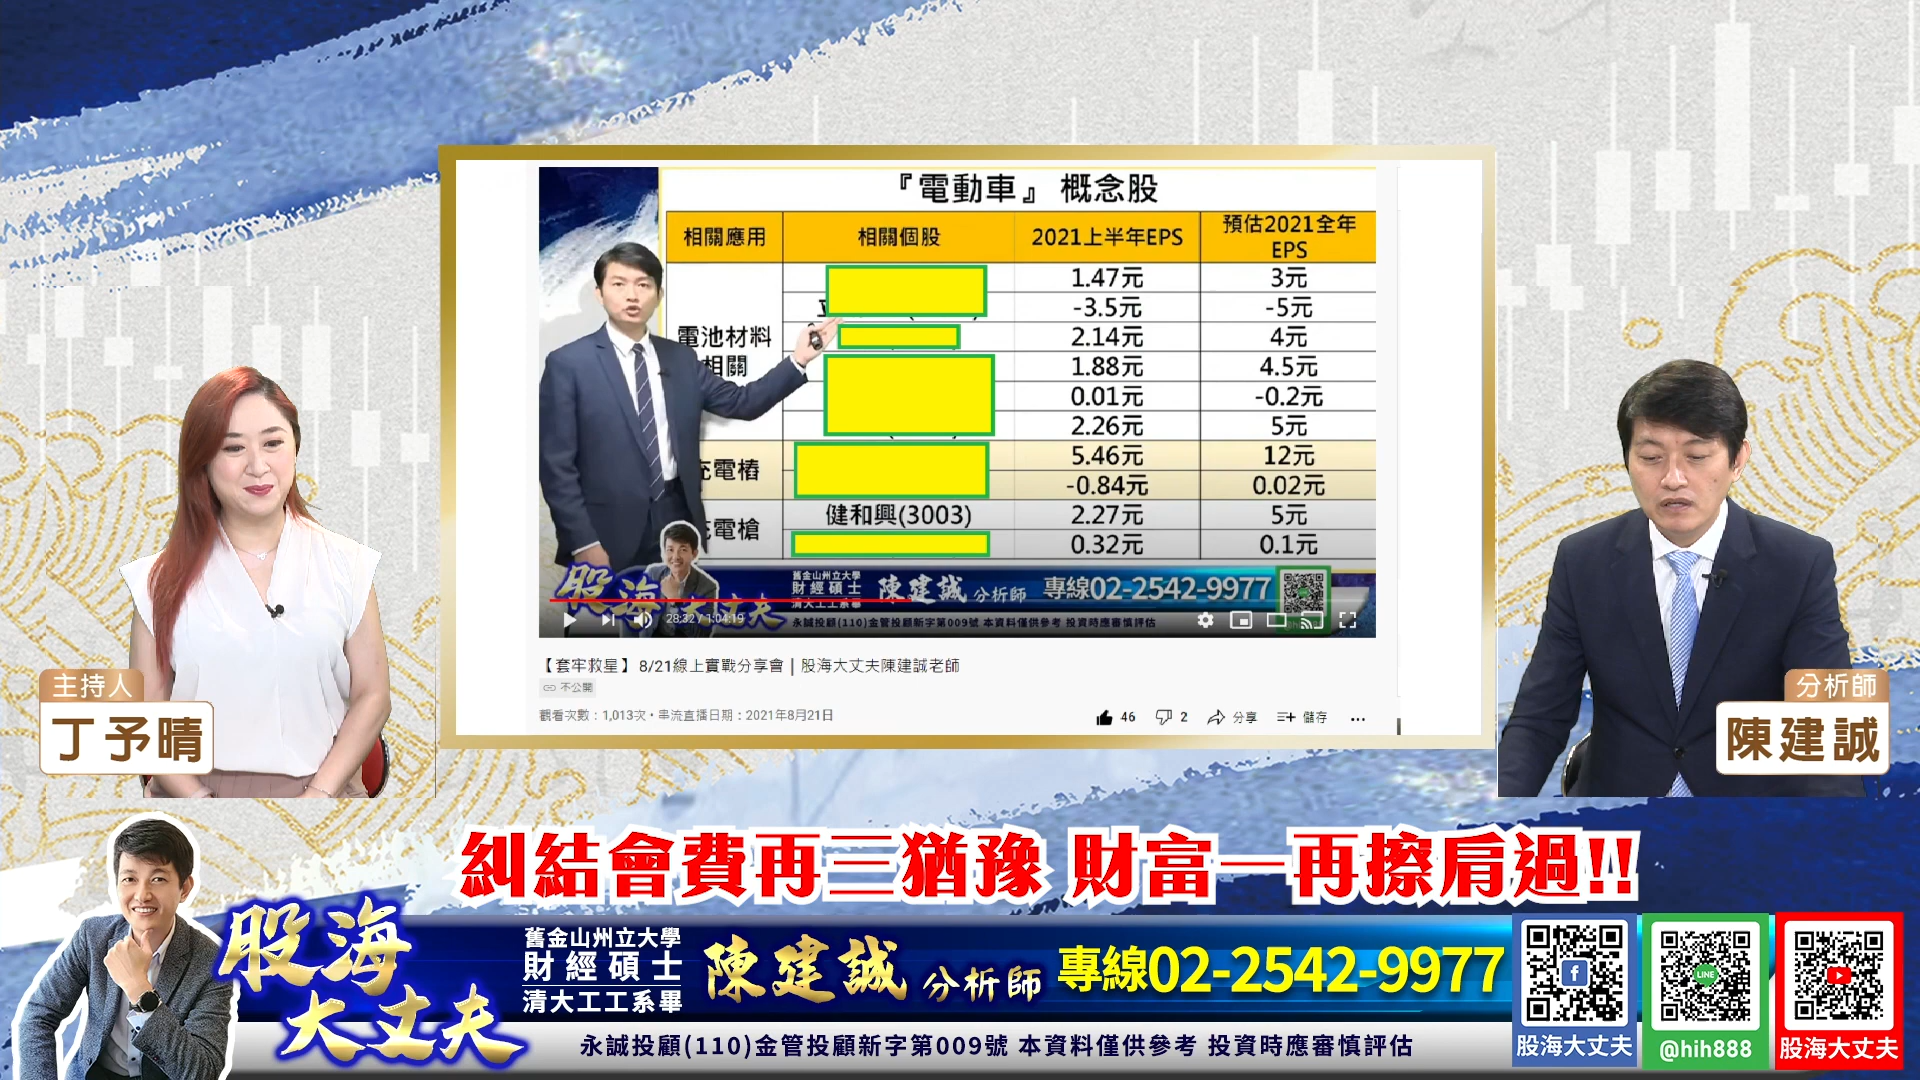 『電動車』 概念股
相關應用
相關個股
2021上半年EPS
預估2021全年
EPS
電池材料
相關
1.47元
3元
-3.5元
-5元
2.14元
4元
1.88元
4.5元
0.01元
-0.2元
2.26元
5元
充電樁
5.46元
12元
-0.84元
0.02元
充電槍
健和興(3003)
2.27元
5元
0.32元
0.1元
股海大丈夫
舊金山州立大學
財經碩士
清大工工系畢
陳建誠 分析師
專線02-2542-9977
永誠投顧(110)金管投顧新字第009號 本資料僅供參考 投資時應審慎評估
28:32 / 1:04:19
【套牢救星】8/21線上實戰分享會 | 股海大丈夫陳建誠老師
不公開
觀看次數:1,013次・串流直播日期:2021年8月21日
46
2
分享
儲存
主持人
丁予晴
分析師
陳建誠
糾結會費再三猶豫 財富一再擦肩過!!
股海
大丈夫
舊金山州立大學
財經碩士
清大工工系畢
陳建誠 分析師
專線02-2542-9977
永誠投顧(110)金管投顧新字第009號 本資料僅供參考 投資時應審慎評估
LINE
股海大丈夫
@hih888
股海大丈夫